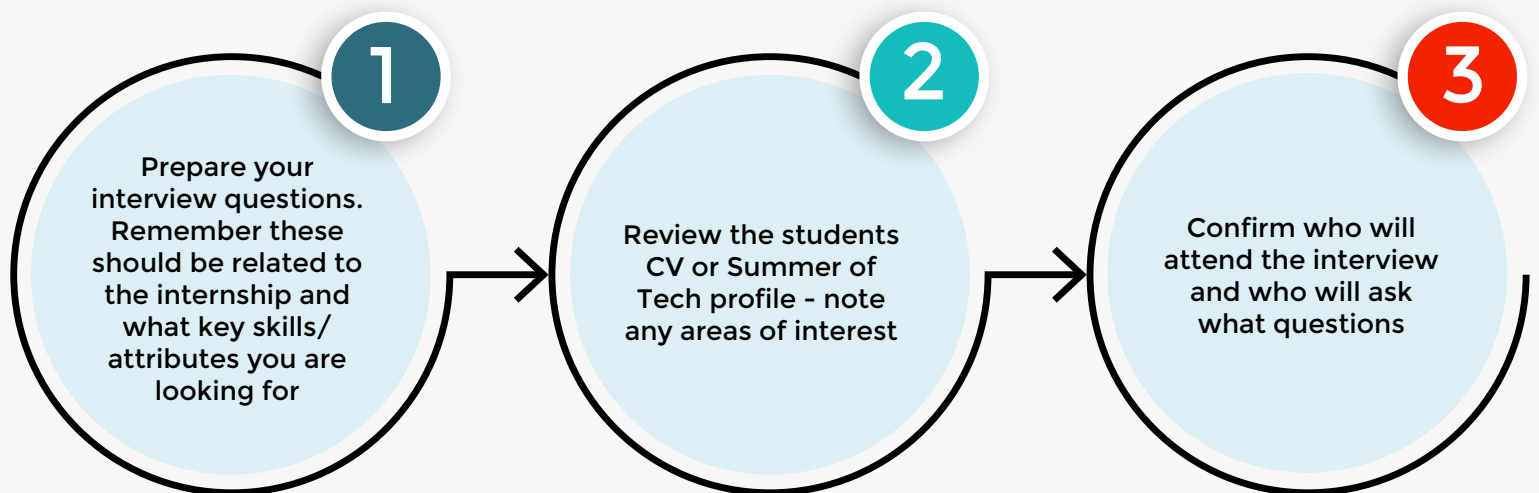 1
Prepare your
interview questions.
Remember these
should be related to
the internship and
what key skills/
attributes you are
looking for
2
Review the students
CV or Summer of
Tech profile - note
any areas of interest
3
Confirm who will
attend the interview
and who will ask
what questions